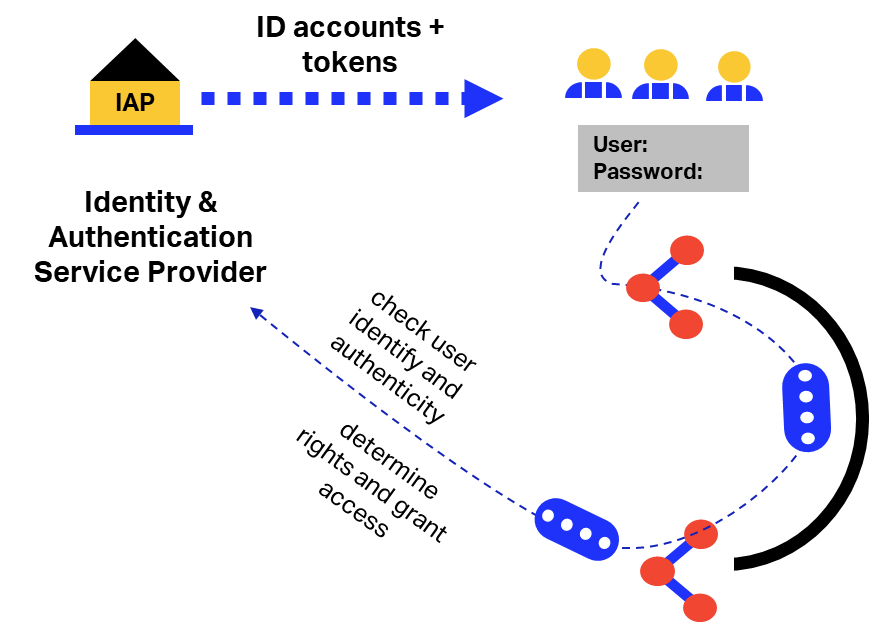 ID accounts +
tokens
IAP
User:
Password:
Identity &
Authentication
Service Provider
check user
identify and
authenticity
determine
rights and grant
access